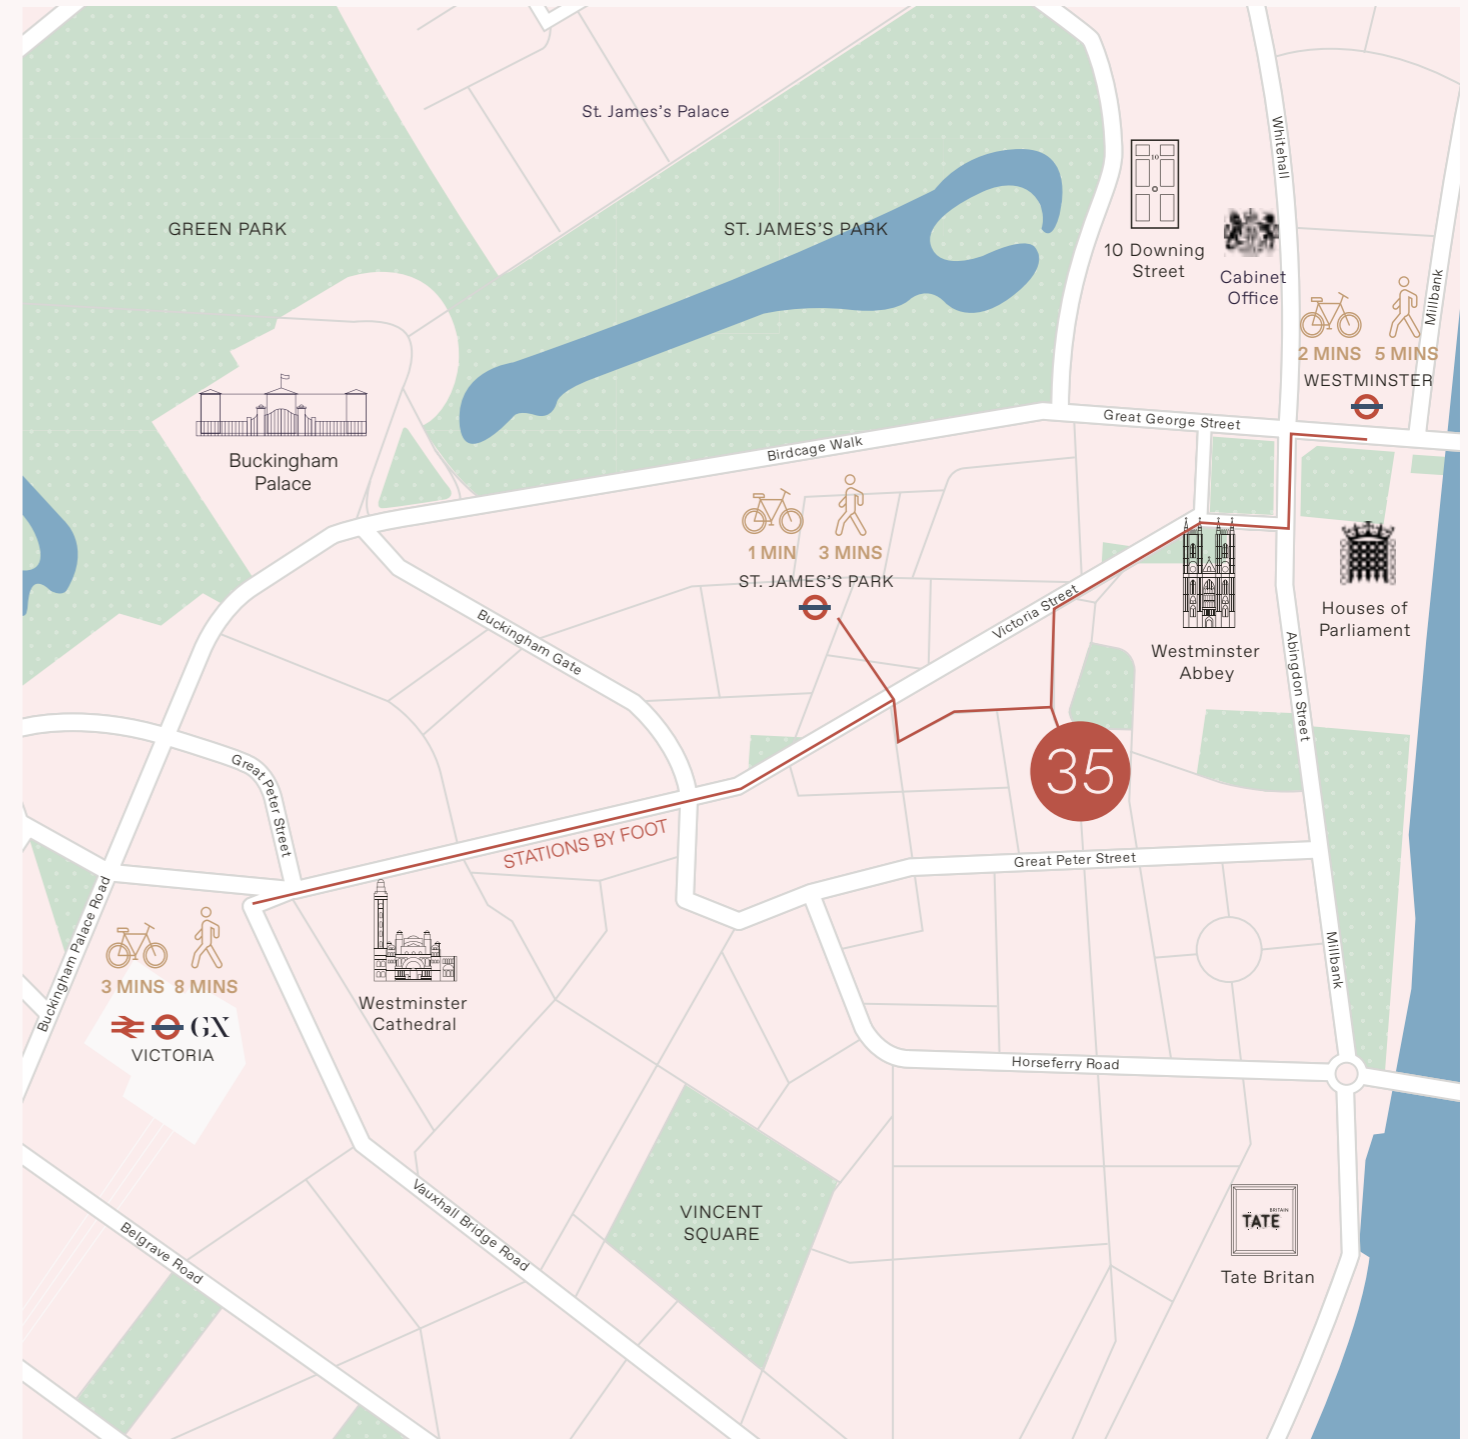 St. James's Palace
Whitehall
GREEN PARK
ST. JAMES'S PARK
10
10 Downing
Street
Cabinet
Office
Millbank
2 MINS
5 MINS
WESTMINSTER
Great George Street
Birdcage Walk
Buckingham
Palace
1 MIN
3 MINS
ST. JAMES'S PARK
Victoria Street
Houses of
Parliament
Westminster
Abbey
Buckingham Gate
Abingdon Street
Great Peter Street
35
STATIONS BY FOOT
Great Peter Street
Buckingham Palace Road
3 MINS
8 MINS
GX
VICTORIA
Westminster
Cathedral
Millbank
Horseferry Road
Vauxhall Bridge Road
VINCENT
SQUARE
BRITAIN
TATE
Tate Britan
Belgrave Road